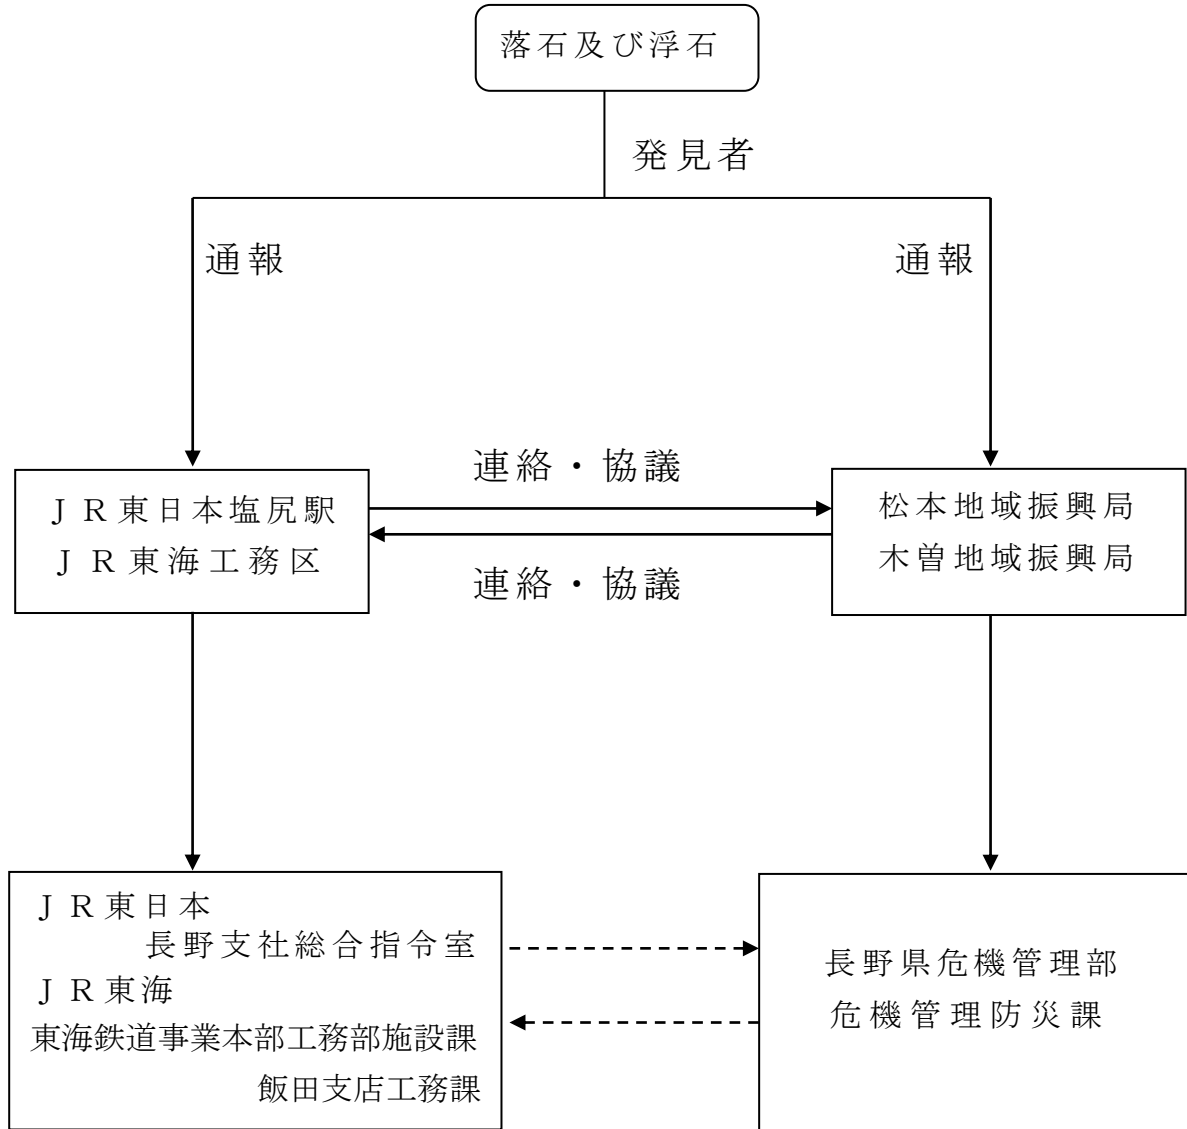 落石及び浮石
発見者
通報
通報
連絡・協議
ＪＲ東日本塩尻駅
ＪＲ東海工務区
松本地域振興局
木曽地域振興局
連絡・協議
ＪＲ東日本
長野支社総合指令室
ＪＲ東海
東海鉄道事業本部工務部施設課
飯田支店工務課
長野県危機管理部
危機管理防災課